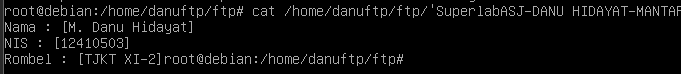 root@debian:/home/danuftp/ftp# cat /home/danuftp/ftp/'SuperlabASJ-DANU HIDAYAT-MANTAP
Nama : [M. Danu Hidayat]
NIS : [12410503]
Rombel : [TJKT XI-2]root@debian:/home/danuftp/ftp#